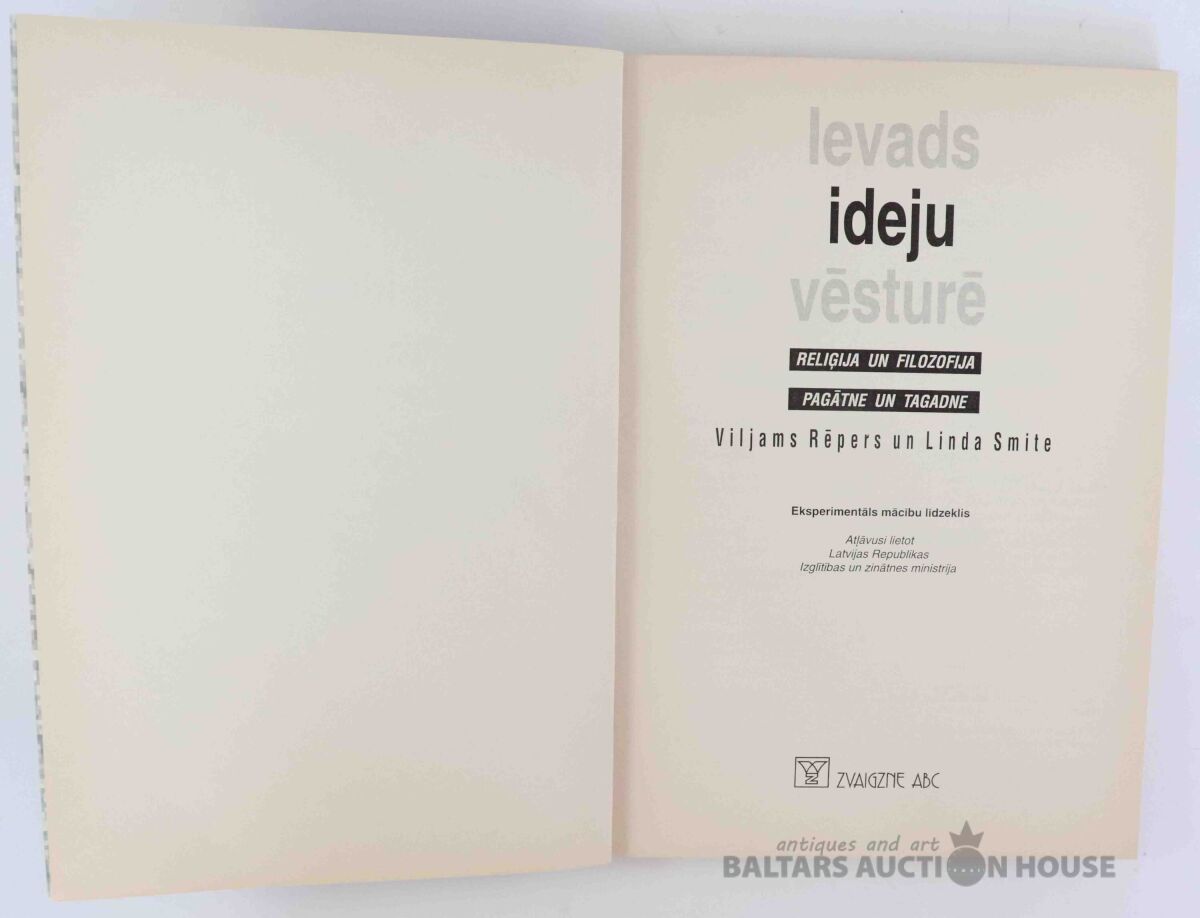 Ievads
ideju
vēsturē
RELIĢIJA UN FILOZOFIJA
PAGĀTNE UN TAGADNE
Viljams Rēpers un Linda Smite
Eksperimentāls mācību līdzeklis
Atļāvusi lietot
Latvijas Republikas
Izglītības un zinātnes ministrija
ZVAIGZNE ABC
antiques and art
BALTARS AUCTION HOUSE